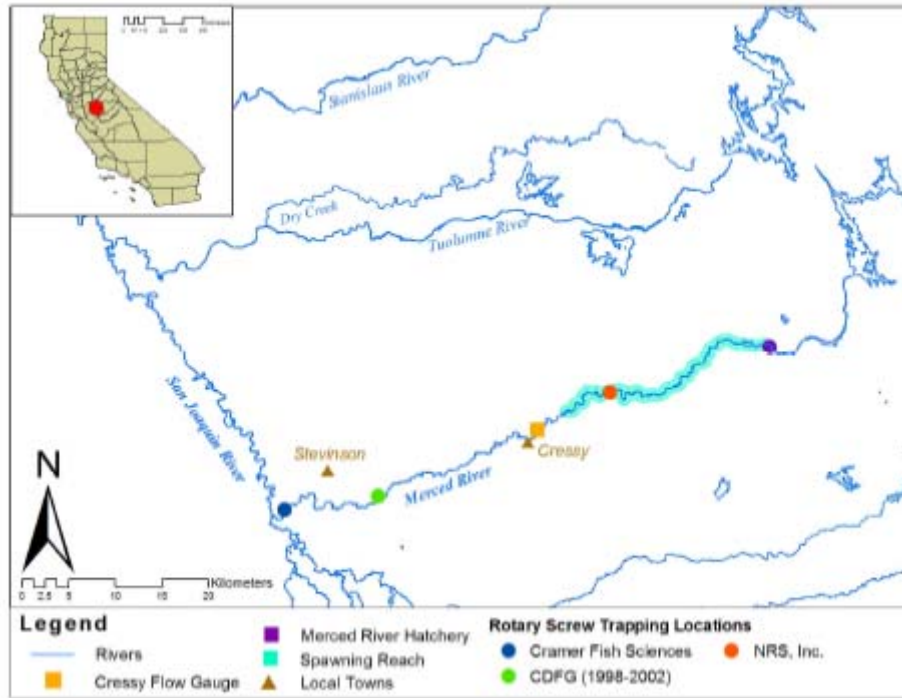 Stanislaus River
Dry Creek
Tuolumne River
San Joaquin River
Stevinson
Cressy
Merced River
N
Kilometers
0 2.5 5 10 15 20
Legend
Rivers
Cressy Flow Gauge
Merced River Hatchery
Spawning Reach
Local Towns
Rotary Screw Trapping Locations
Cramer Fish Sciences
CDFG (1998-2002)
NRS, Inc.